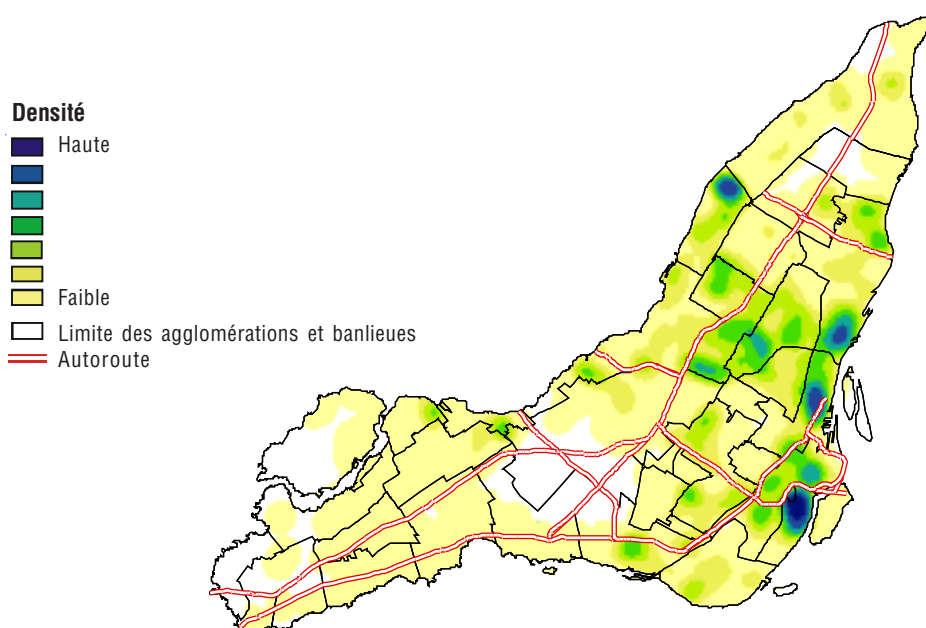 Densité
Haute
Faible
Limite des agglomérations et banlieues
Autoroute